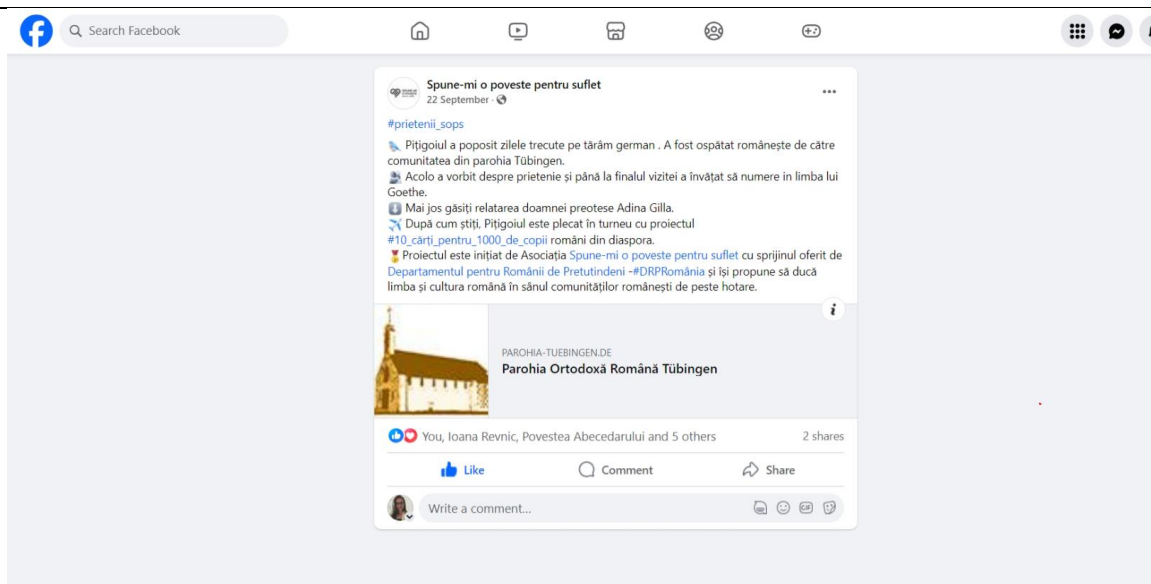 Search Facebook
Spune-mi o poveste pentru suflet
22 September ·
#prietenii_sops
Pițigoiul a poposit zilele trecute pe tărâm german . A fost ospătat românește de către
comunitatea din parohia Tübingen.
Acolo a vorbit despre prietenie și până la finalul vizitei a învățat să numere in limba lui
Goethe.
Mai jos găsiți relatarea doamnei preotese Adina Gilla.
După cum știți, Pițigoiul este plecat în turneu cu proiectul
#10_cărți_pentru_1000_de_copii români din diaspora.
Proiectul este inițiat de Asociația Spune-mi o poveste pentru suflet cu sprijinul oferit de
Departamentul pentru Românii de Pretutindeni -#DRPRomânia și își propune să ducă
limba și cultura română în sânul comunităților românești de peste hotare.
PAROHIA-TUEBINGEN.DE
Parohia Ortodoxă Română Tübingen
You, Ioana Revnic, Povestea Abecedarului and 5 others
2 shares
Like
Comment
Share
Write a comment...
GIF